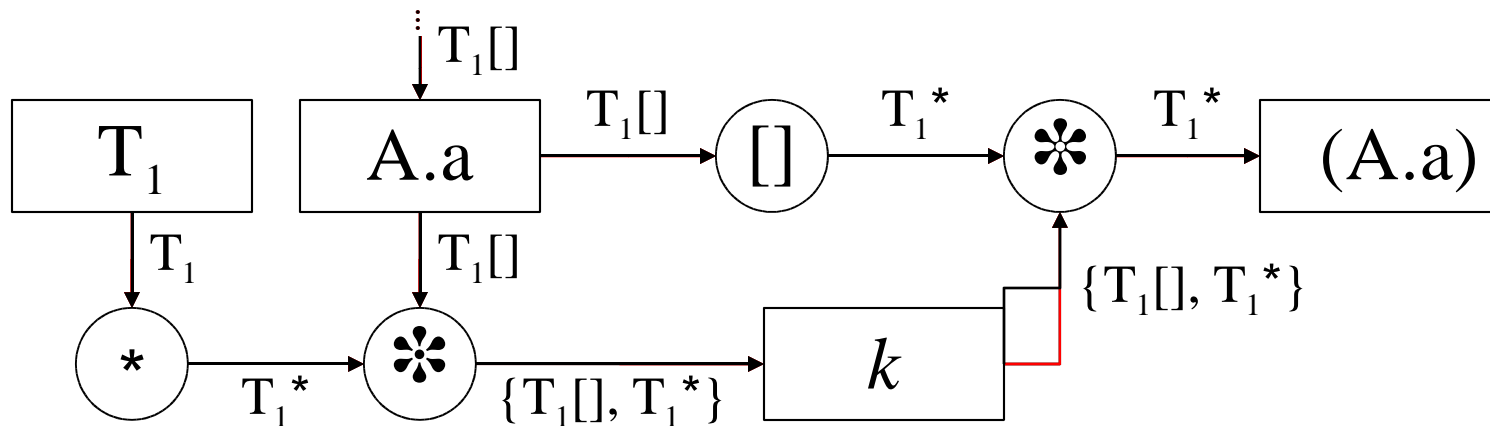 ⋮
T₁[]
T₁[] T₁* T₁*
T₁ A.a [] ❉ (A.a)
T₁ T₁[] {T₁[], T₁*}
* ❉ k
T₁* {T₁[], T₁*}